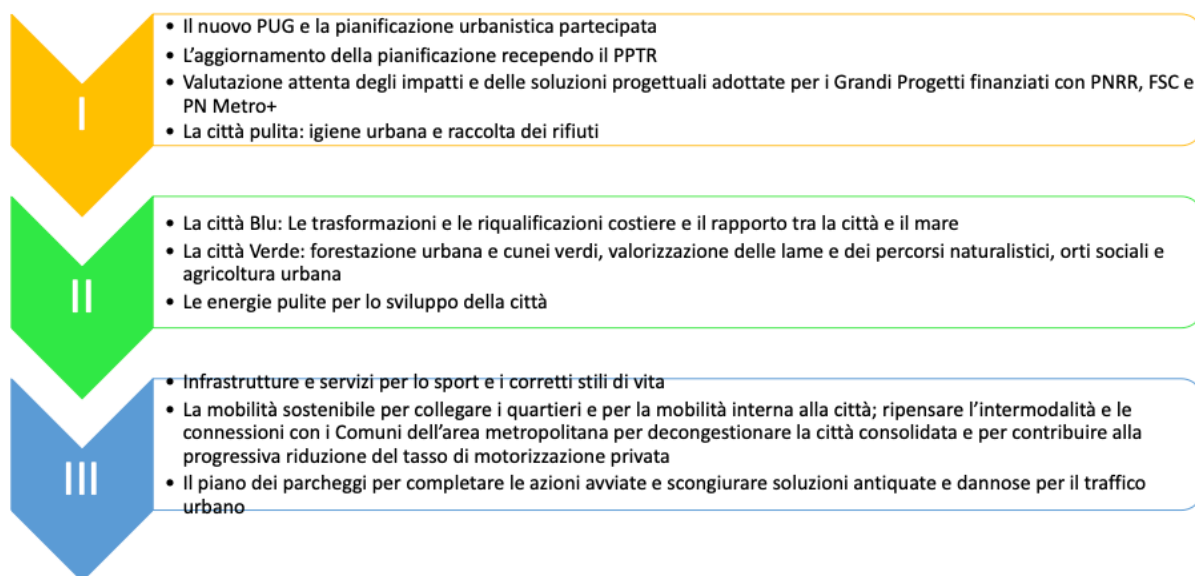 I
• Il nuovo PUG e la pianificazione urbanistica partecipata
• L’aggiornamento della pianificazione recependo il PPTR
• Valutazione attenta degli impatti e delle soluzioni progettuali adottate per i Grandi Progetti finanziati con PNRR, FSC e
PN Metro+
• La città pulita: igiene urbana e raccolta dei rifiuti
II
• La città Blu: Le trasformazioni e le riqualificazioni costiere e il rapporto tra la città e il mare
• La città Verde: forestazione urbana e cunei verdi, valorizzazione delle lame e dei percorsi naturalistici, orti sociali e
agricoltura urbana
• Le energie pulite per lo sviluppo della città
III
• Infrastrutture e servizi per lo sport e i corretti stili di vita
• La mobilità sostenibile per collegare i quartieri e per la mobilità interna alla città; ripensare l’intermodalità e le
connessioni con i Comuni dell’area metropolitana per decongestionare la città consolidata e per contribuire alla
progressiva riduzione del tasso di motorizzazione privata
• Il piano dei parcheggi per completare le azioni avviate e scongiurare soluzioni antiquate e dannose per il traffico
urbano